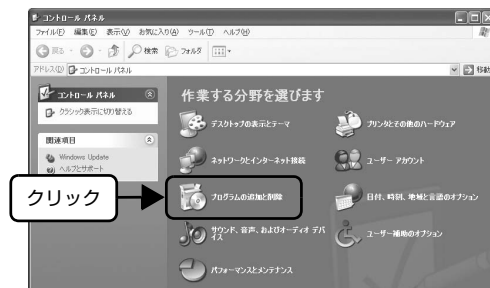 コントロール パネル
ファイル(F) 編集(E) 表示(V) お気に入り(A) ツール(T) ヘルプ(H)
戻る 検索 フォルダ
アドレス(D) コントロール パネル 移動
コントロール パネル
クラシック表示に切り替える
関連項目
Windows Update
ヘルプとサポート
クリック
作業する分野を選びます
デスクトップの表示とテーマ
プリンタとその他のハードウェア
ネットワークとインターネット接続
ユーザー アカウント
プログラムの追加と削除
日付、時刻、地域と言語のオプション
サウンド、音声、およびオーディオ デバ
イス
ユーザー補助のオプション
パフォーマンスとメンテナンス